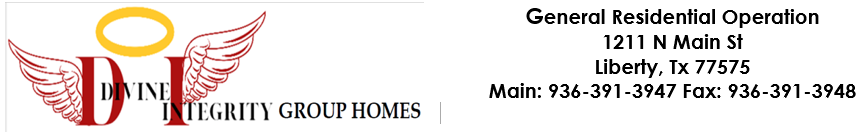 DIVINE
INTEGRITY GROUP HOMES
General Residential Operation
1211 N Main St
Liberty, Tx 77575
Main: 936-391-3947 Fax: 936-391-3948